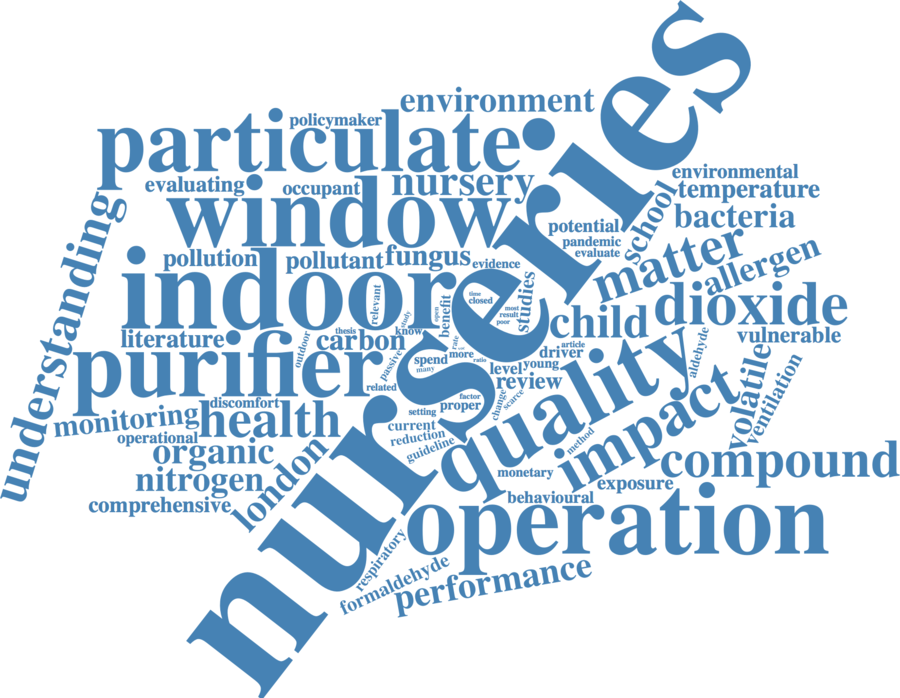 nurseries
environment
policymaker
particulate
evaluating
occupant
nursery
environmental
temperature
window
school
bacteria
potential
pandemic
evaluate
understanding
pollution
pollutant
fungus
evidence
matter
allergen
indoor
relevant
open
benefit
time
closed
most
result
poor
studies
dioxide
child
vulnerable
literature
outdoor
thesis
carbon
study
know
rate
article
aldehyde
purifier
passive
spend
more
many
ratio
driver
level
young
volatile
ventilation
related
review
quality
impact
monitoring
discomfort
health
factor
setting
proper
change
scarce
operational
organic
current
reduction
guideline
method
nitrogen
london
monetary
exposure
compound
comprehensive
behavioural
operation
respiratory
formaldehyde
performance